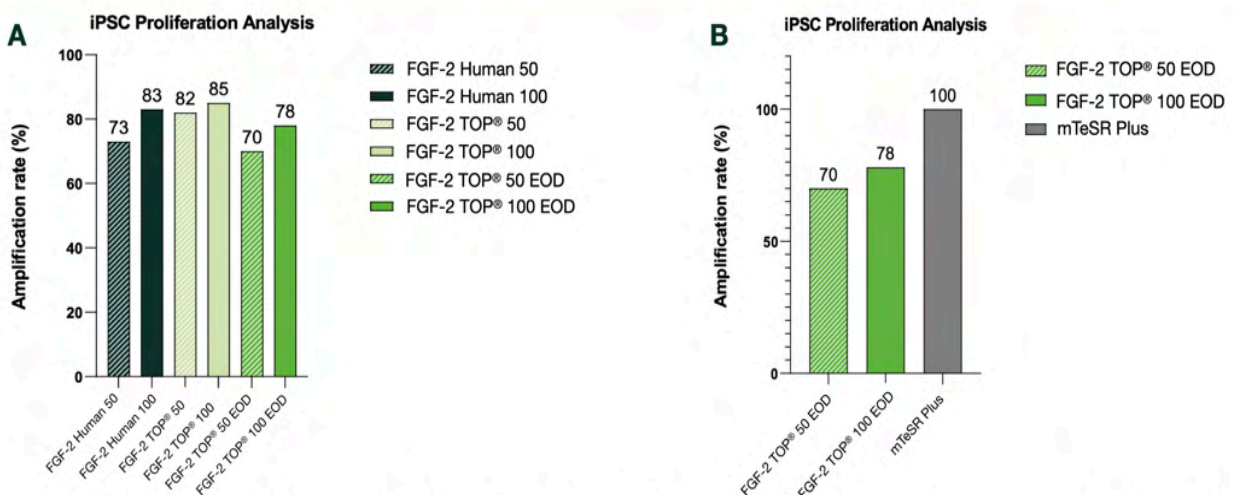 A
iPSC Proliferation Analysis
Amplification rate (%)
100
80
60
40
20
0
73
83
82
85
70
78
FGF-2 Human 50
FGF-2 Human 100
FGF-2 TOP® 50
FGF-2 TOP® 100
FGF-2 TOP® 50 EOD
FGF-2 TOP® 100 EOD
FGF-2 Human 50
FGF-2 Human 100
FGF-2 TOP® 50
FGF-2 TOP® 100
FGF-2 TOP® 50 EOD
FGF-2 TOP® 100 EOD
B
iPSC Proliferation Analysis
Amplification rate (%)
100
50
0
70
78
100
FGF-2 TOP® 50 EOD
FGF-2 TOP® 100 EOD
mTeSR Plus
FGF-2 TOP® 50 EOD
FGF-2 TOP® 100 EOD
mTeSR Plus